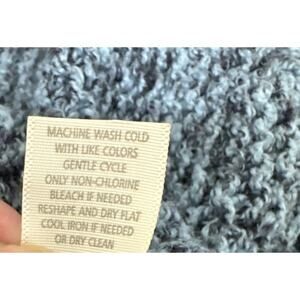 MACHINE WASH COLD
WITH LIKE COLORS
GENTLE CYCLE
ONLY NON-CHLORINE
BLEACH IF NEEDED
RESHAPE AND DRY FLAT
COOL IRON IF NEEDED
OR DRY CLEAN